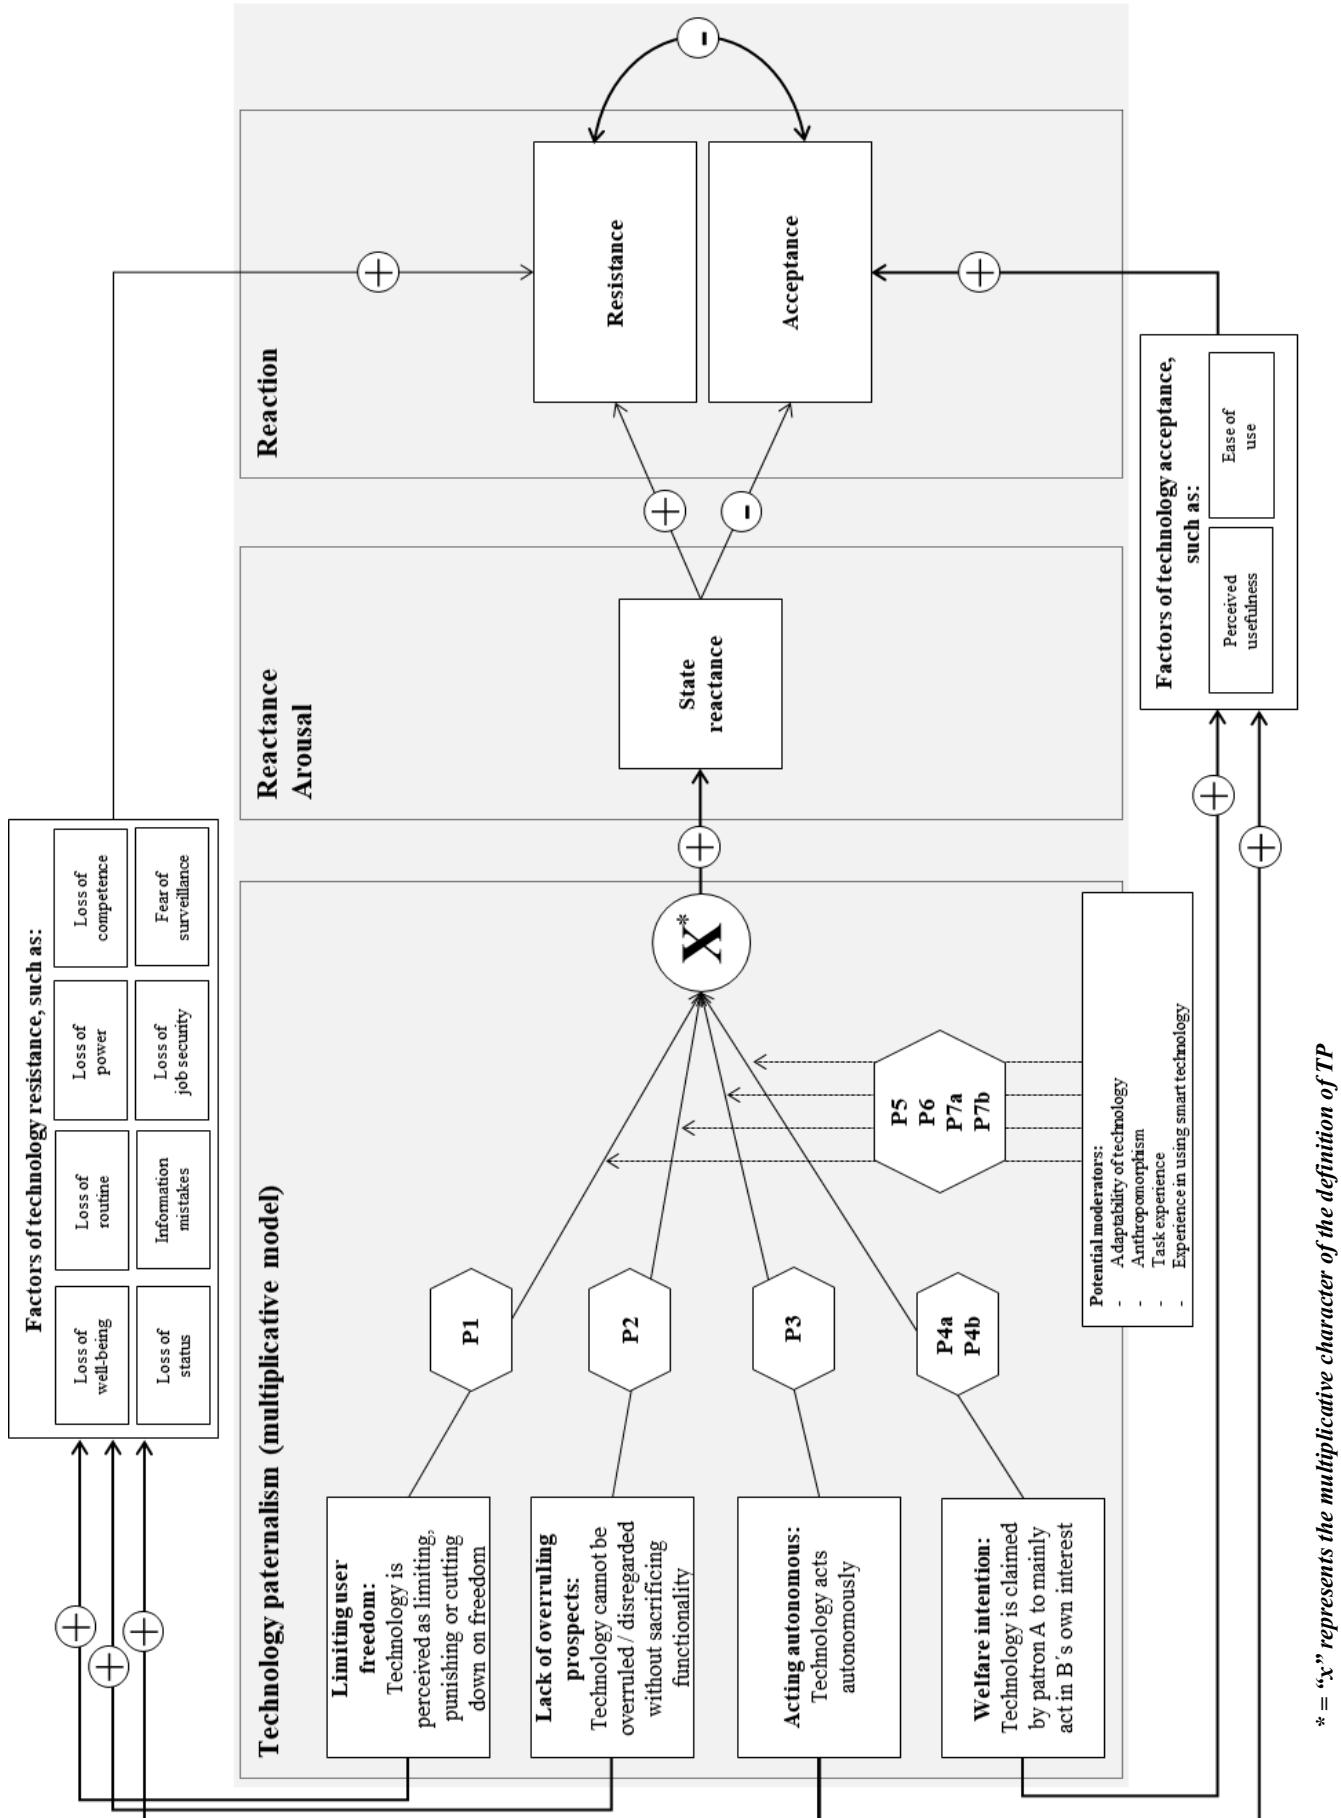 Factors of technology resistance, such as:
Loss of
well-being
Loss of
routine
Loss of
power
Loss of
competence
Loss of
status
Information
mistakes
Loss of
job security
Fear of
surveillance
+
+
+
+
Technology paternalism (multiplicative model)
Reactance
Arousal
Reaction
Limiting user
freedom:
Technology is
perceived as limiting,
punishing or cutting
down on freedom
Lack of overruling
prospects:
Technology cannot be
overruled / disregarded
without sacrificing
functionality
Acting autonomous:
Technology acts
autonomously
Welfare intention:
Technology is claimed
by patron A to mainly
act in B´s own interest
P1
P2
P3
P4a
P4b
P5
P6
P7a
P7b
X*
+
State
reactance
+
-
Resistance
Acceptance
-
+
Potential moderators:
- Adaptability of technology
- Anthropomorphism
- Task experience
- Experience in using smart technology
+
+
Factors of technology acceptance,
such as:
Perceived
usefulness
Ease of
use
* = “x” represents the multiplicative character of the definition of TP